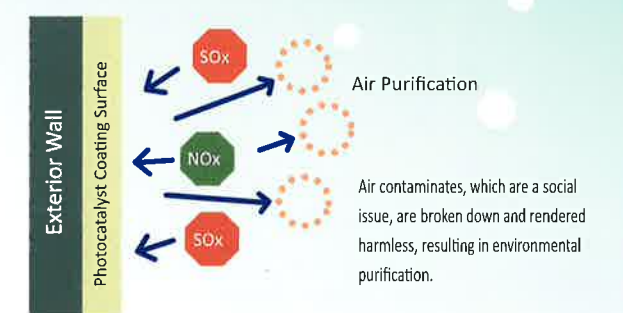 Exterior Wall
Photocatalyst Coating Surface
SOx
NOx
SOx
Air Purification
Air contaminates, which are a social
issue, are broken down and rendered
harmless, resulting in environmental
purification.